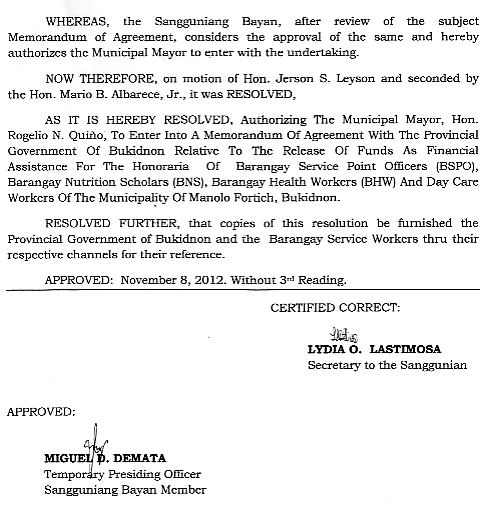 WHEREAS, the Sangguniang Bayan, after review of the subject
Memorandum of Agreement, considers the approval of the same and hereby
authorizes the Municipal Mayor to enter with the undertaking.
NOW THEREFORE, on motion of Hon. Jerson S. Leyson and seconded by
the Hon. Mario B. Albarece, Jr., it was RESOLVED,
AS IT IS HEREBY RESOLVED, Authorizing The Municipal Mayor, Hon.
Rogelio N. Quiño, To Enter Into A Memorandum Of Agreement With The Provincial
Government Of Bukidnon Relative To The Release Of Funds As Financial
Assistance For The Honoraria Of Barangay Service Point Officers (BSPO),
Barangay Nutrition Scholars (BNS), Barangay Health Workers (BHW) And Day Care
Workers Of The Municipality Of Manolo Fortich, Bukidnon.
RESOLVED FURTHER, that copies of this resolution be furnished the
Provincial Government of Bukidnon and the Barangay Service Workers thru their
respective channels for their reference.
APPROVED: November 8, 2012. Without 3rd Reading.
CERTIFIED CORRECT:
LYDIA O. LASTIMOSA
Secretary to the Sanggunian
APPROVED:
MIGUEL D. DEMATA
Temporary Presiding Officer
Sangguniang Bayan Member